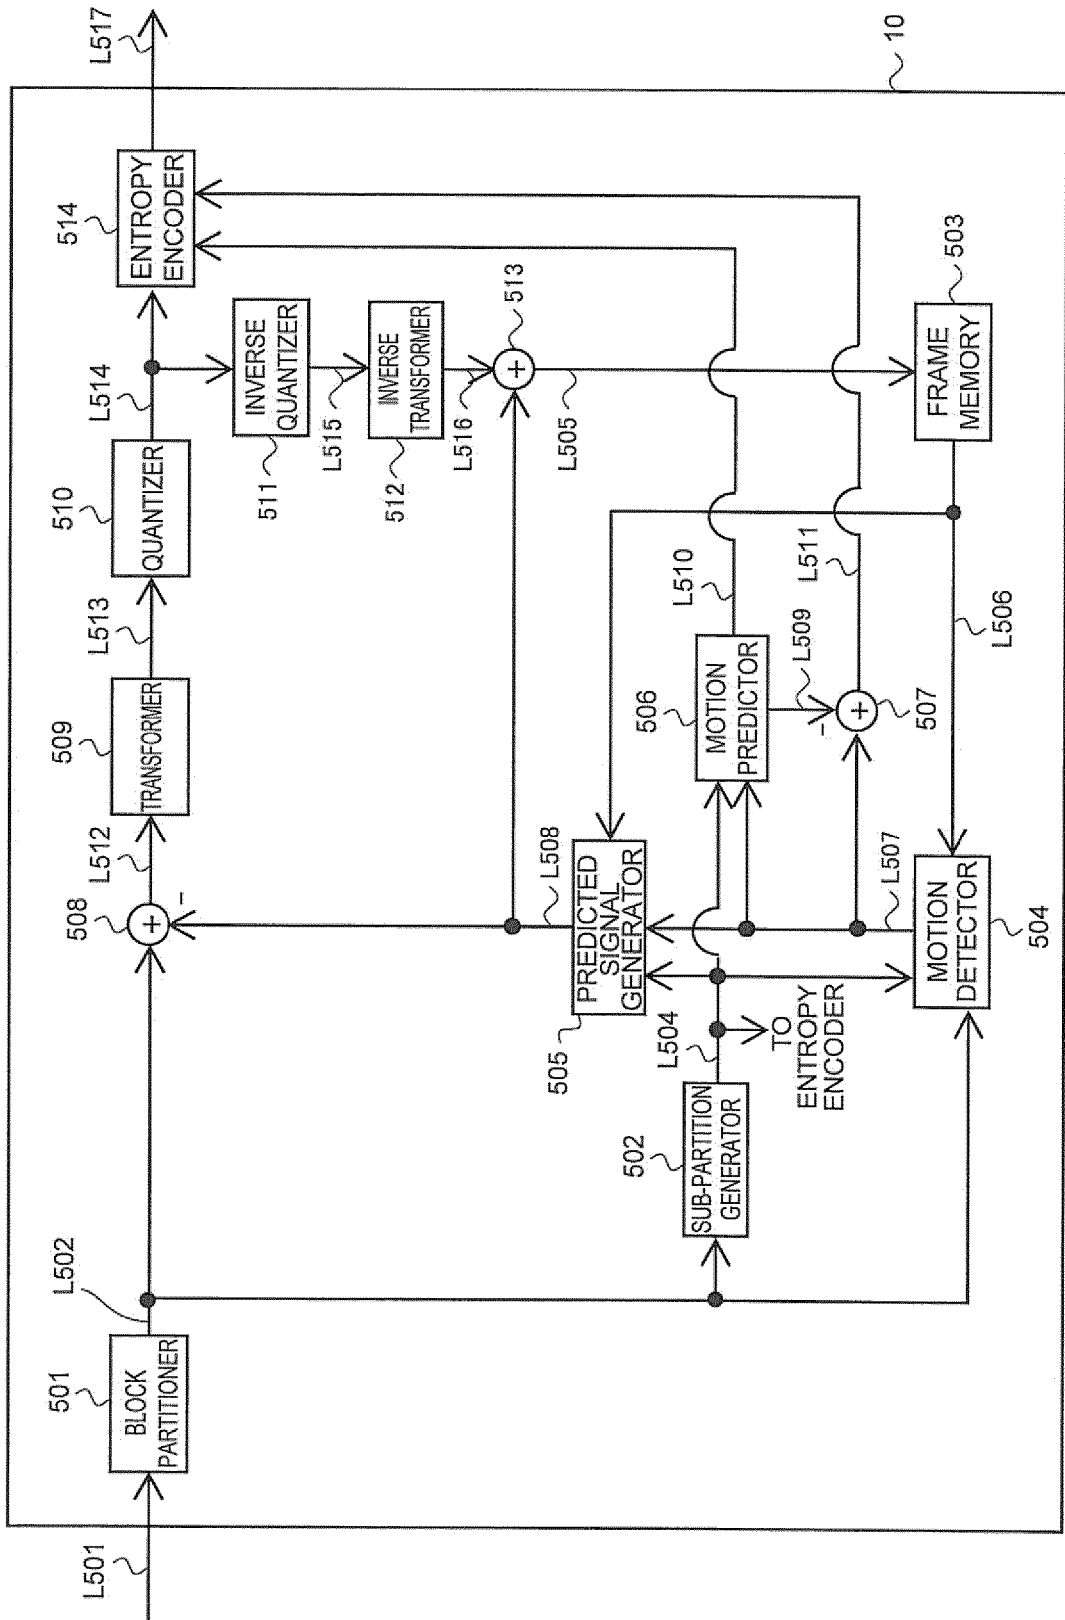 L501
501
BLOCK
PARTITIONER
L502
508
L512
509
TRANSFORMER
L513
510
QUANTIZER
L514
514
ENTROPY
ENCODER
L517
10
511
INVERSE
QUANTIZER
L515
512
INVERSE
TRANSFORMER
L516
513
L505
-
L508
505
PREDICTED
SIGNAL
GENERATOR
502
SUB-PARTITION
GENERATOR
L504
TO
ENTROPY
ENCODER
506
MOTION
PREDICTOR
L510
L509
-
507
L511
L507
504
MOTION
DETECTOR
L506
503
FRAME
MEMORY
+
+
+